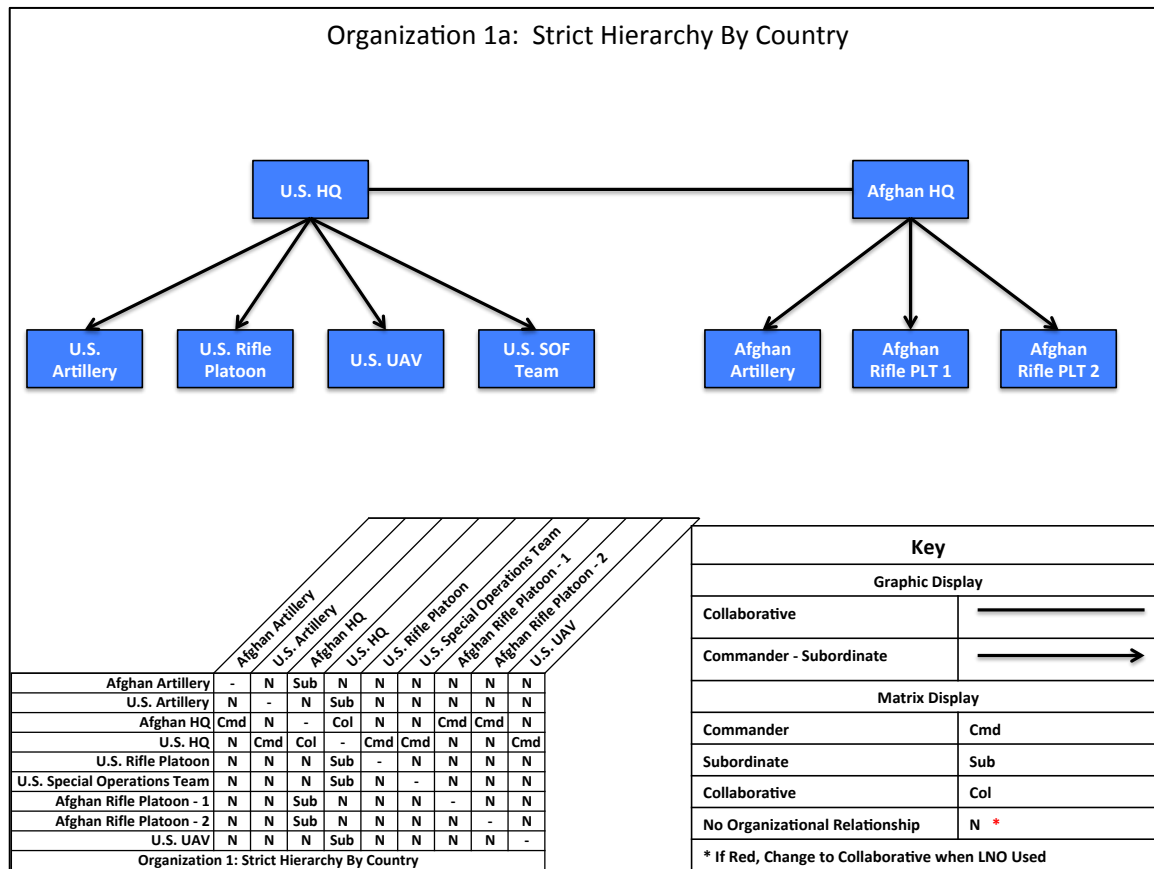 Organization 1a:  Strict Hierarchy By Country
U.S. HQ
Afghan HQ
U.S.
Artillery
U.S. Rifle
Platoon
U.S. UAV
U.S. SOF
Team
Afghan
Artillery
Afghan
Rifle PLT 1
Afghan
Rifle PLT 2
Afghan Artillery
U.S. Artillery
Afghan HQ
U.S. HQ
U.S. Rifle Platoon
U.S. Special Operations Team
Afghan Rifle Platoon - 1
Afghan Rifle Platoon - 2
U.S. UAV
Afghan Artillery - N Sub N N N N N N
U.S. Artillery N - N Sub N N N N N
Afghan HQ Cmd N - Col N N Cmd Cmd N
U.S. HQ N Cmd Col - Cmd Cmd N N Cmd
U.S. Rifle Platoon N N N Sub - N N N N
U.S. Special Operations Team N N N Sub N - N N N
Afghan Rifle Platoon - 1 N N Sub N N N - N N
Afghan Rifle Platoon - 2 N N Sub N N N N - N
U.S. UAV N N N Sub N N N N -
Organization 1: Strict Hierarchy By Country
Key
Graphic Display
Collaborative
Commander - Subordinate
Matrix Display
Commander Cmd
Subordinate Sub
Collaborative Col
No Organizational Relationship N *
* If Red, Change to Collaborative when LNO Used